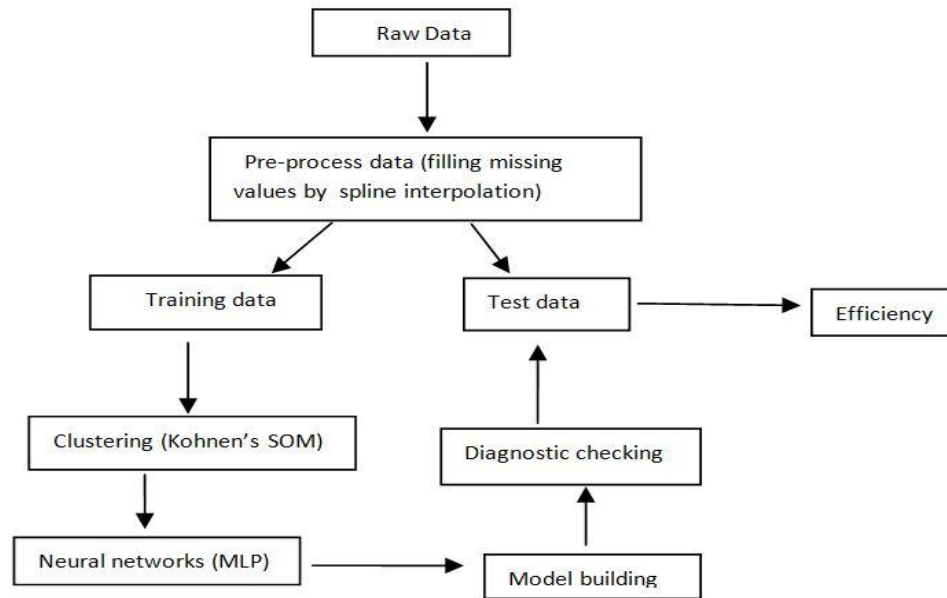 Raw Data
Pre-process data (filling missing
values by spline interpolation)
Training data
Test data
Efficiency
Clustering (Kohnen’s SOM)
Diagnostic checking
Neural networks (MLP)
Model building